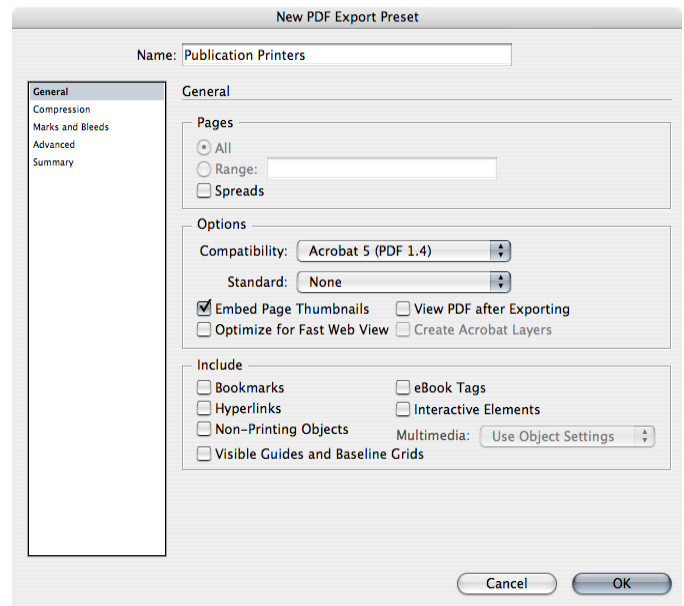 New PDF Export Preset
Name: Publication Printers
General
Compression
Marks and Bleeds
Advanced
Summary
General
Pages
All
Range:
Spreads
Options
Compatibility: Acrobat 5 (PDF 1.4)
Standard: None
Embed Page Thumbnails View PDF after Exporting
Optimize for Fast Web View Create Acrobat Layers
Include
Bookmarks eBook Tags
Hyperlinks Interactive Elements
Non-Printing Objects Multimedia: Use Object Settings
Visible Guides and Baseline Grids
Cancel OK